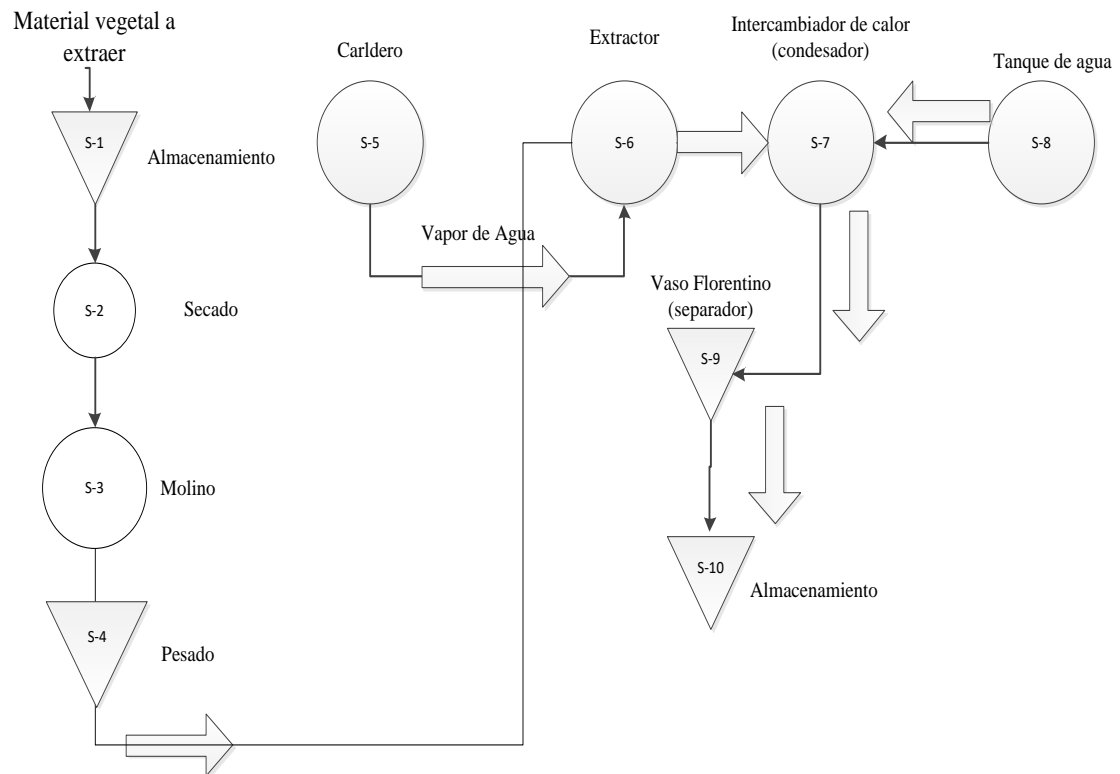 Material vegetal a
extraer
S-1
Almacenamiento
S-2
Secado
S-3
Molino
S-4
Pesado
Carldero
S-5
Vapor de Agua
Extractor
S-6
Intercambiador de calor
(condesador)
S-7
Tanque de agua
S-8
Vaso Florentino
(separador)
S-9
S-10
Almacenamiento